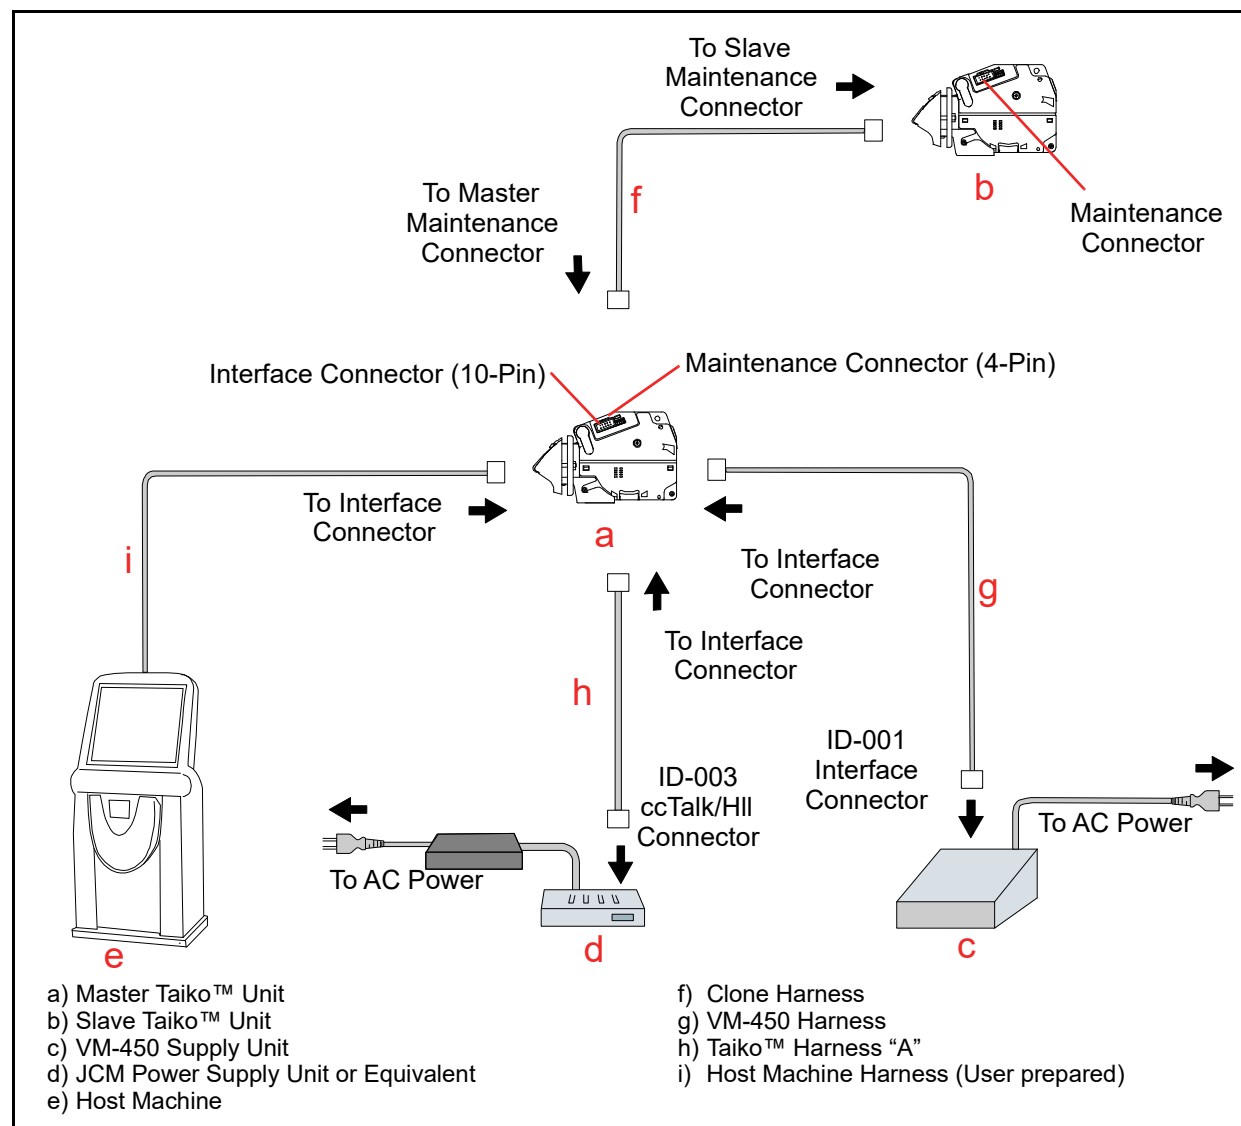 To Slave
Maintenance
Connector
b
Maintenance
Connector
f
To Master
Maintenance
Connector
Interface Connector (10-Pin)
Maintenance Connector (4-Pin)
To Interface
Connector
a
i
To Interface
Connector
g
To Interface
Connector
h
ID-003
ccTalk/Hll
Connector
ID-001
Interface
Connector
To AC Power
To AC Power
e
d
c
a) Master Taiko™ Unit
b) Slave Taiko™ Unit
c) VM-450 Supply Unit
d) JCM Power Supply Unit or Equivalent
e) Host Machine
f) Clone Harness
g) VM-450 Harness
h) Taiko™ Harness “A”
i) Host Machine Harness (User prepared)